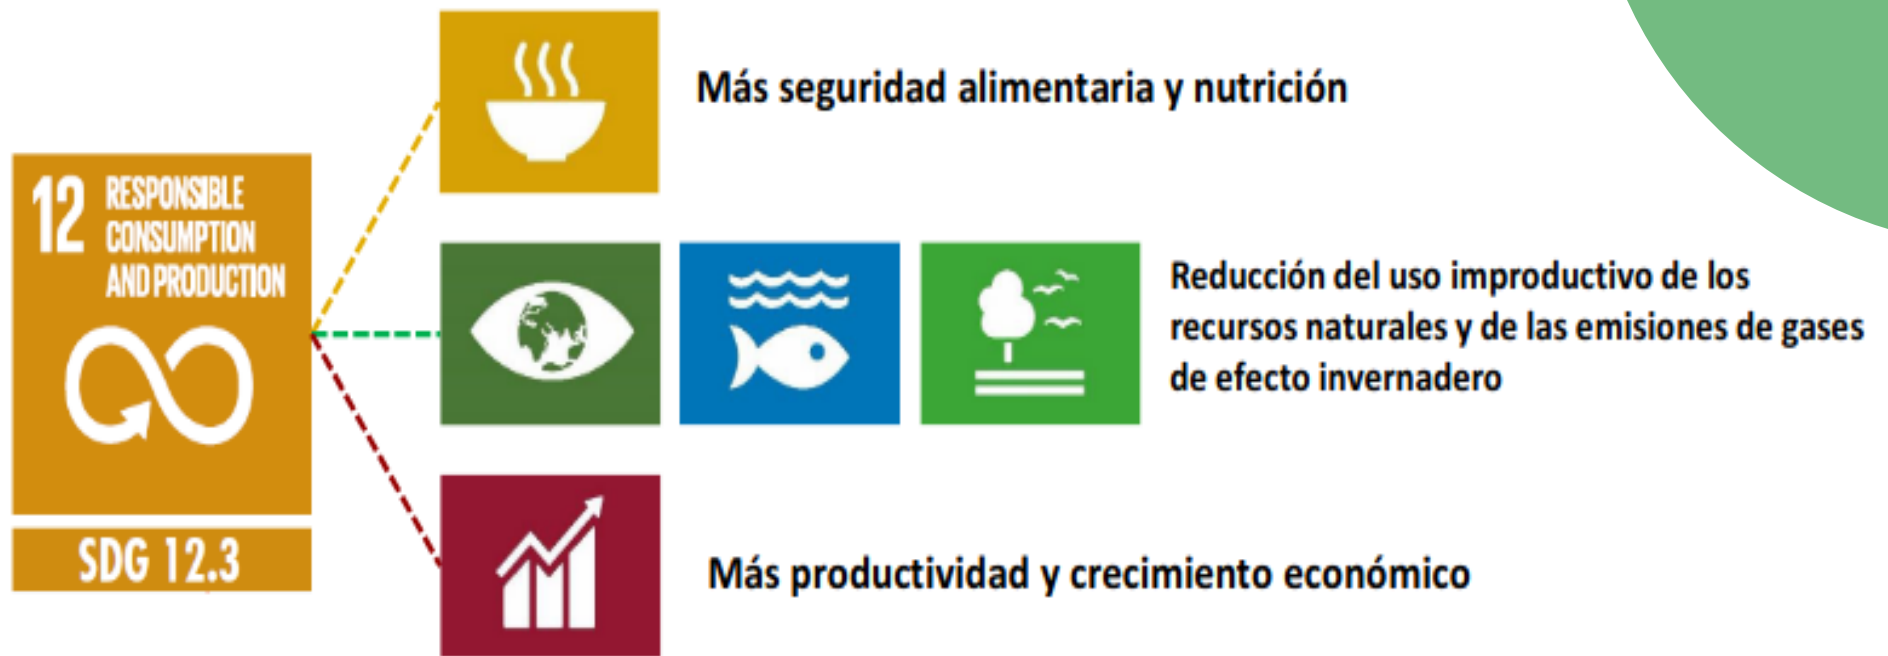 12 RESPONSIBLE
CONSUMPTION
AND PRODUCTION
SDG 12.3
Más seguridad alimentaria y nutrición
Reducción del uso improductivo de los
recursos naturales y de las emisiones de gases
de efecto invernadero
Más productividad y crecimiento económico